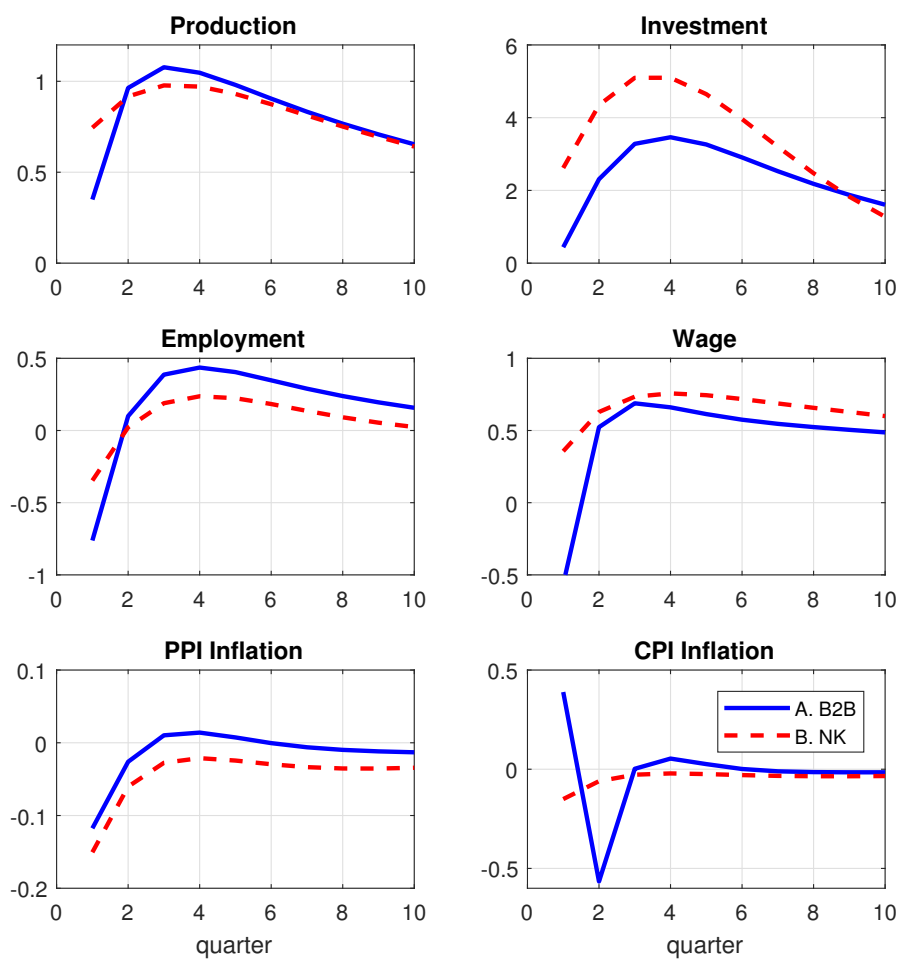 Production
1
0.5
0
0 2 4 6 8 10
Investment
6
4
2
0
0 2 4 6 8 10
Employment
0.5
0
-0.5
-1
0 2 4 6 8 10
Wage
1
0.5
0
-0.5
0 2 4 6 8 10
PPI Inflation
0.1
0
-0.1
-0.2
0 2 4 6 8 10
quarter
CPI Inflation
0.5
0
-0.5
A. B2B
B. NK
0 2 4 6 8 10
quarter